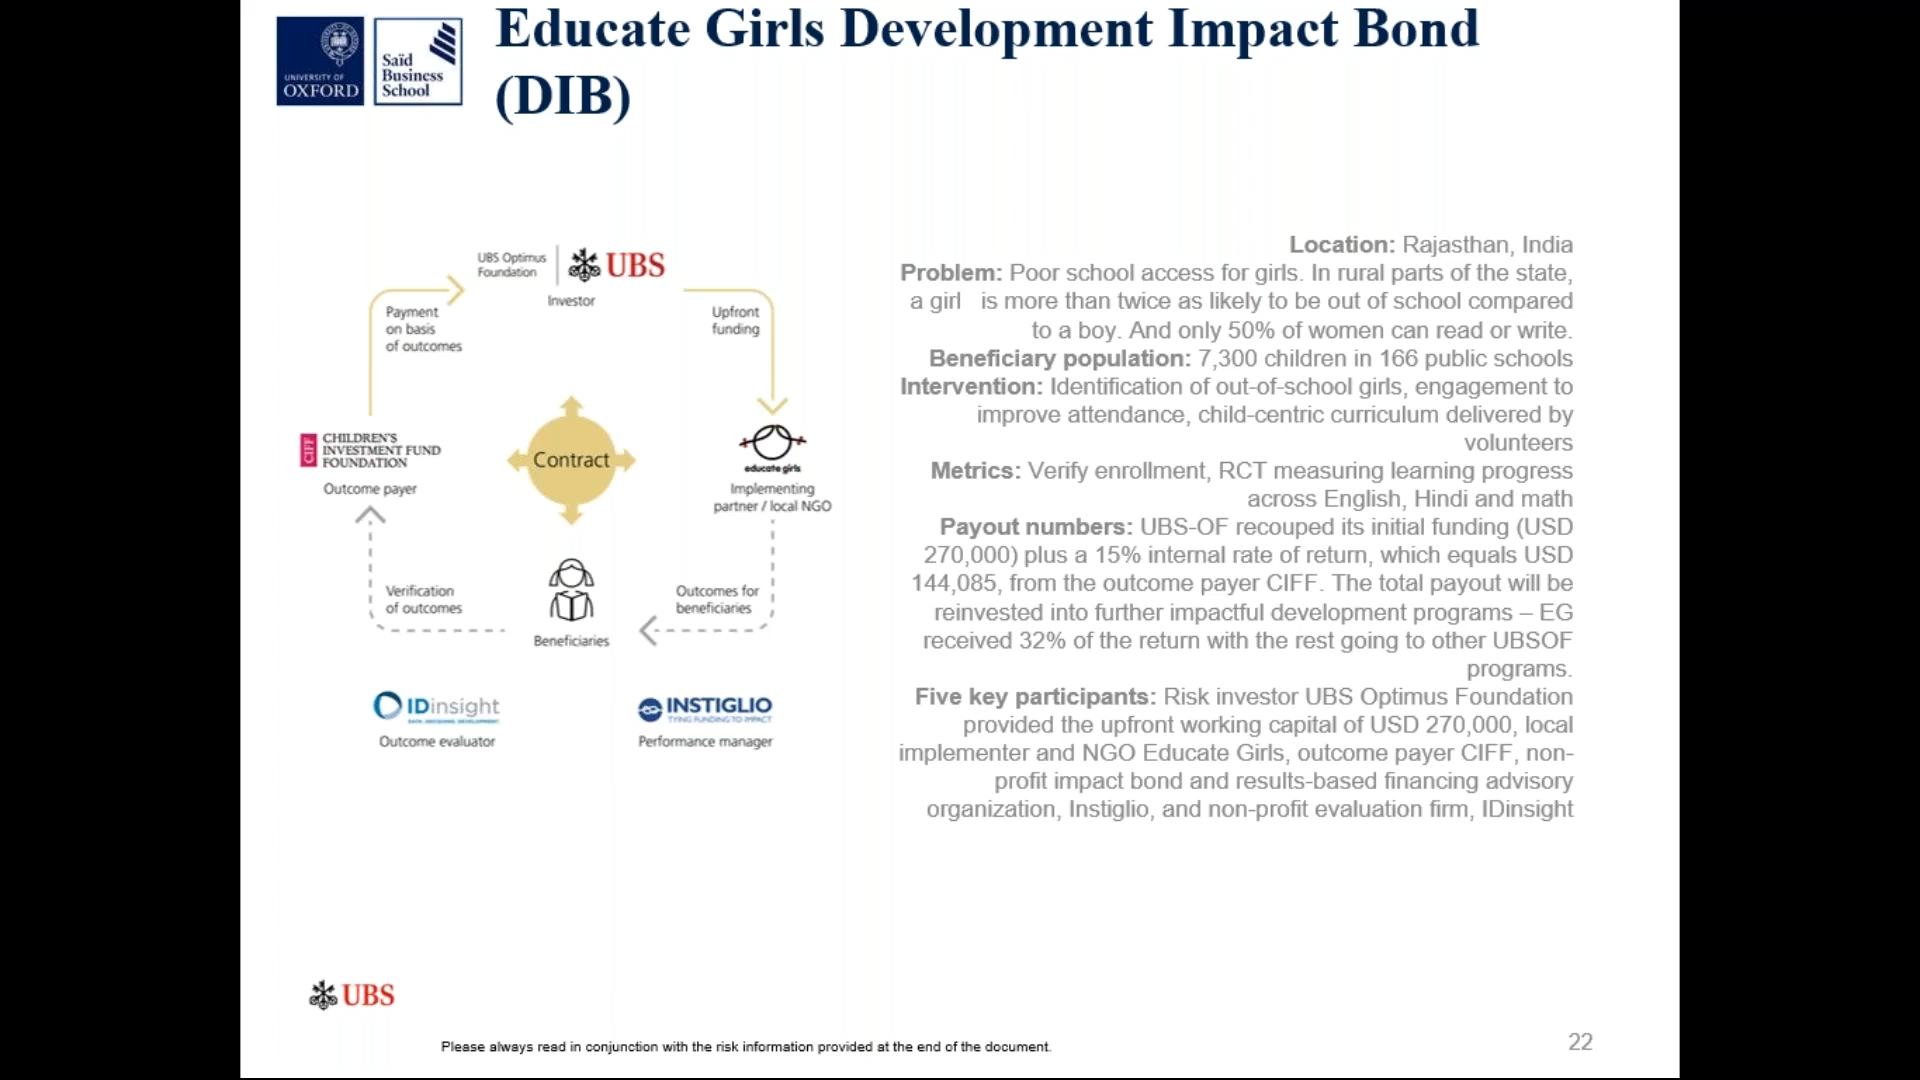 UNIVERSITY OF
OXFORD
Saïd
Business
School
Educate Girls Development Impact Bond
(DIB)
UBS Optimus
Foundation
UBS
Investor
Payment
on basis
of outcomes
Upfront
funding
CIFF
CHILDREN'S
INVESTMENT FUND
FOUNDATION
Outcome payer
Contract
educate girls
Implementing
partner / local NGO
Verification
of outcomes
Outcomes for
beneficiaries
Beneficiaries
IDinsight
DATA. DECISIONS. DEVELOPMENT.
Outcome evaluator
INSTIGLIO
TYING FUNDING TO IMPACT
Performance manager
Location: Rajasthan, India
Problem: Poor school access for girls. In rural parts of the state,
a girl   is more than twice as likely to be out of school compared
to a boy. And only 50% of women can read or write.
Beneficiary population: 7,300 children in 166 public schools
Intervention: Identification of out-of-school girls, engagement to
improve attendance, child-centric curriculum delivered by
volunteers
Metrics: Verify enrollment, RCT measuring learning progress
across English, Hindi and math
Payout numbers: UBS-OF recouped its initial funding (USD
270,000) plus a 15% internal rate of return, which equals USD
144,085, from the outcome payer CIFF. The total payout will be
reinvested into further impactful development programs – EG
received 32% of the return with the rest going to other UBSOF
programs.
Five key participants: Risk investor UBS Optimus Foundation
provided the upfront working capital of USD 270,000, local
implementer and NGO Educate Girls, outcome payer CIFF, non-
profit impact bond and results-based financing advisory
organization, Instiglio, and non-profit evaluation firm, IDinsight
UBS
Please always read in conjunction with the risk information provided at the end of the document.
22